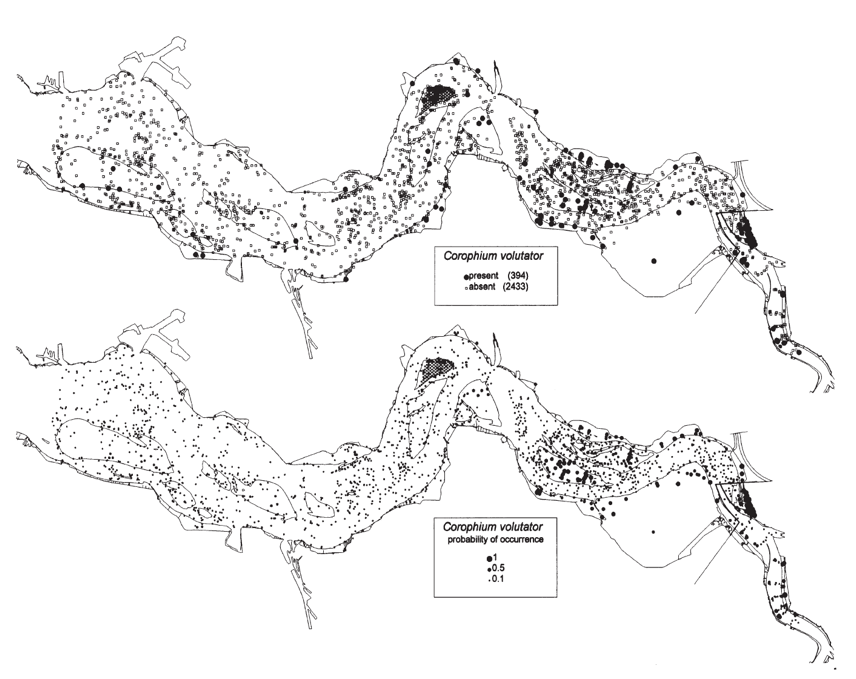 Corophium volutator
present (394)
absent (2433)
Corophium volutator
probability of occurrence
1
0.5
0.1